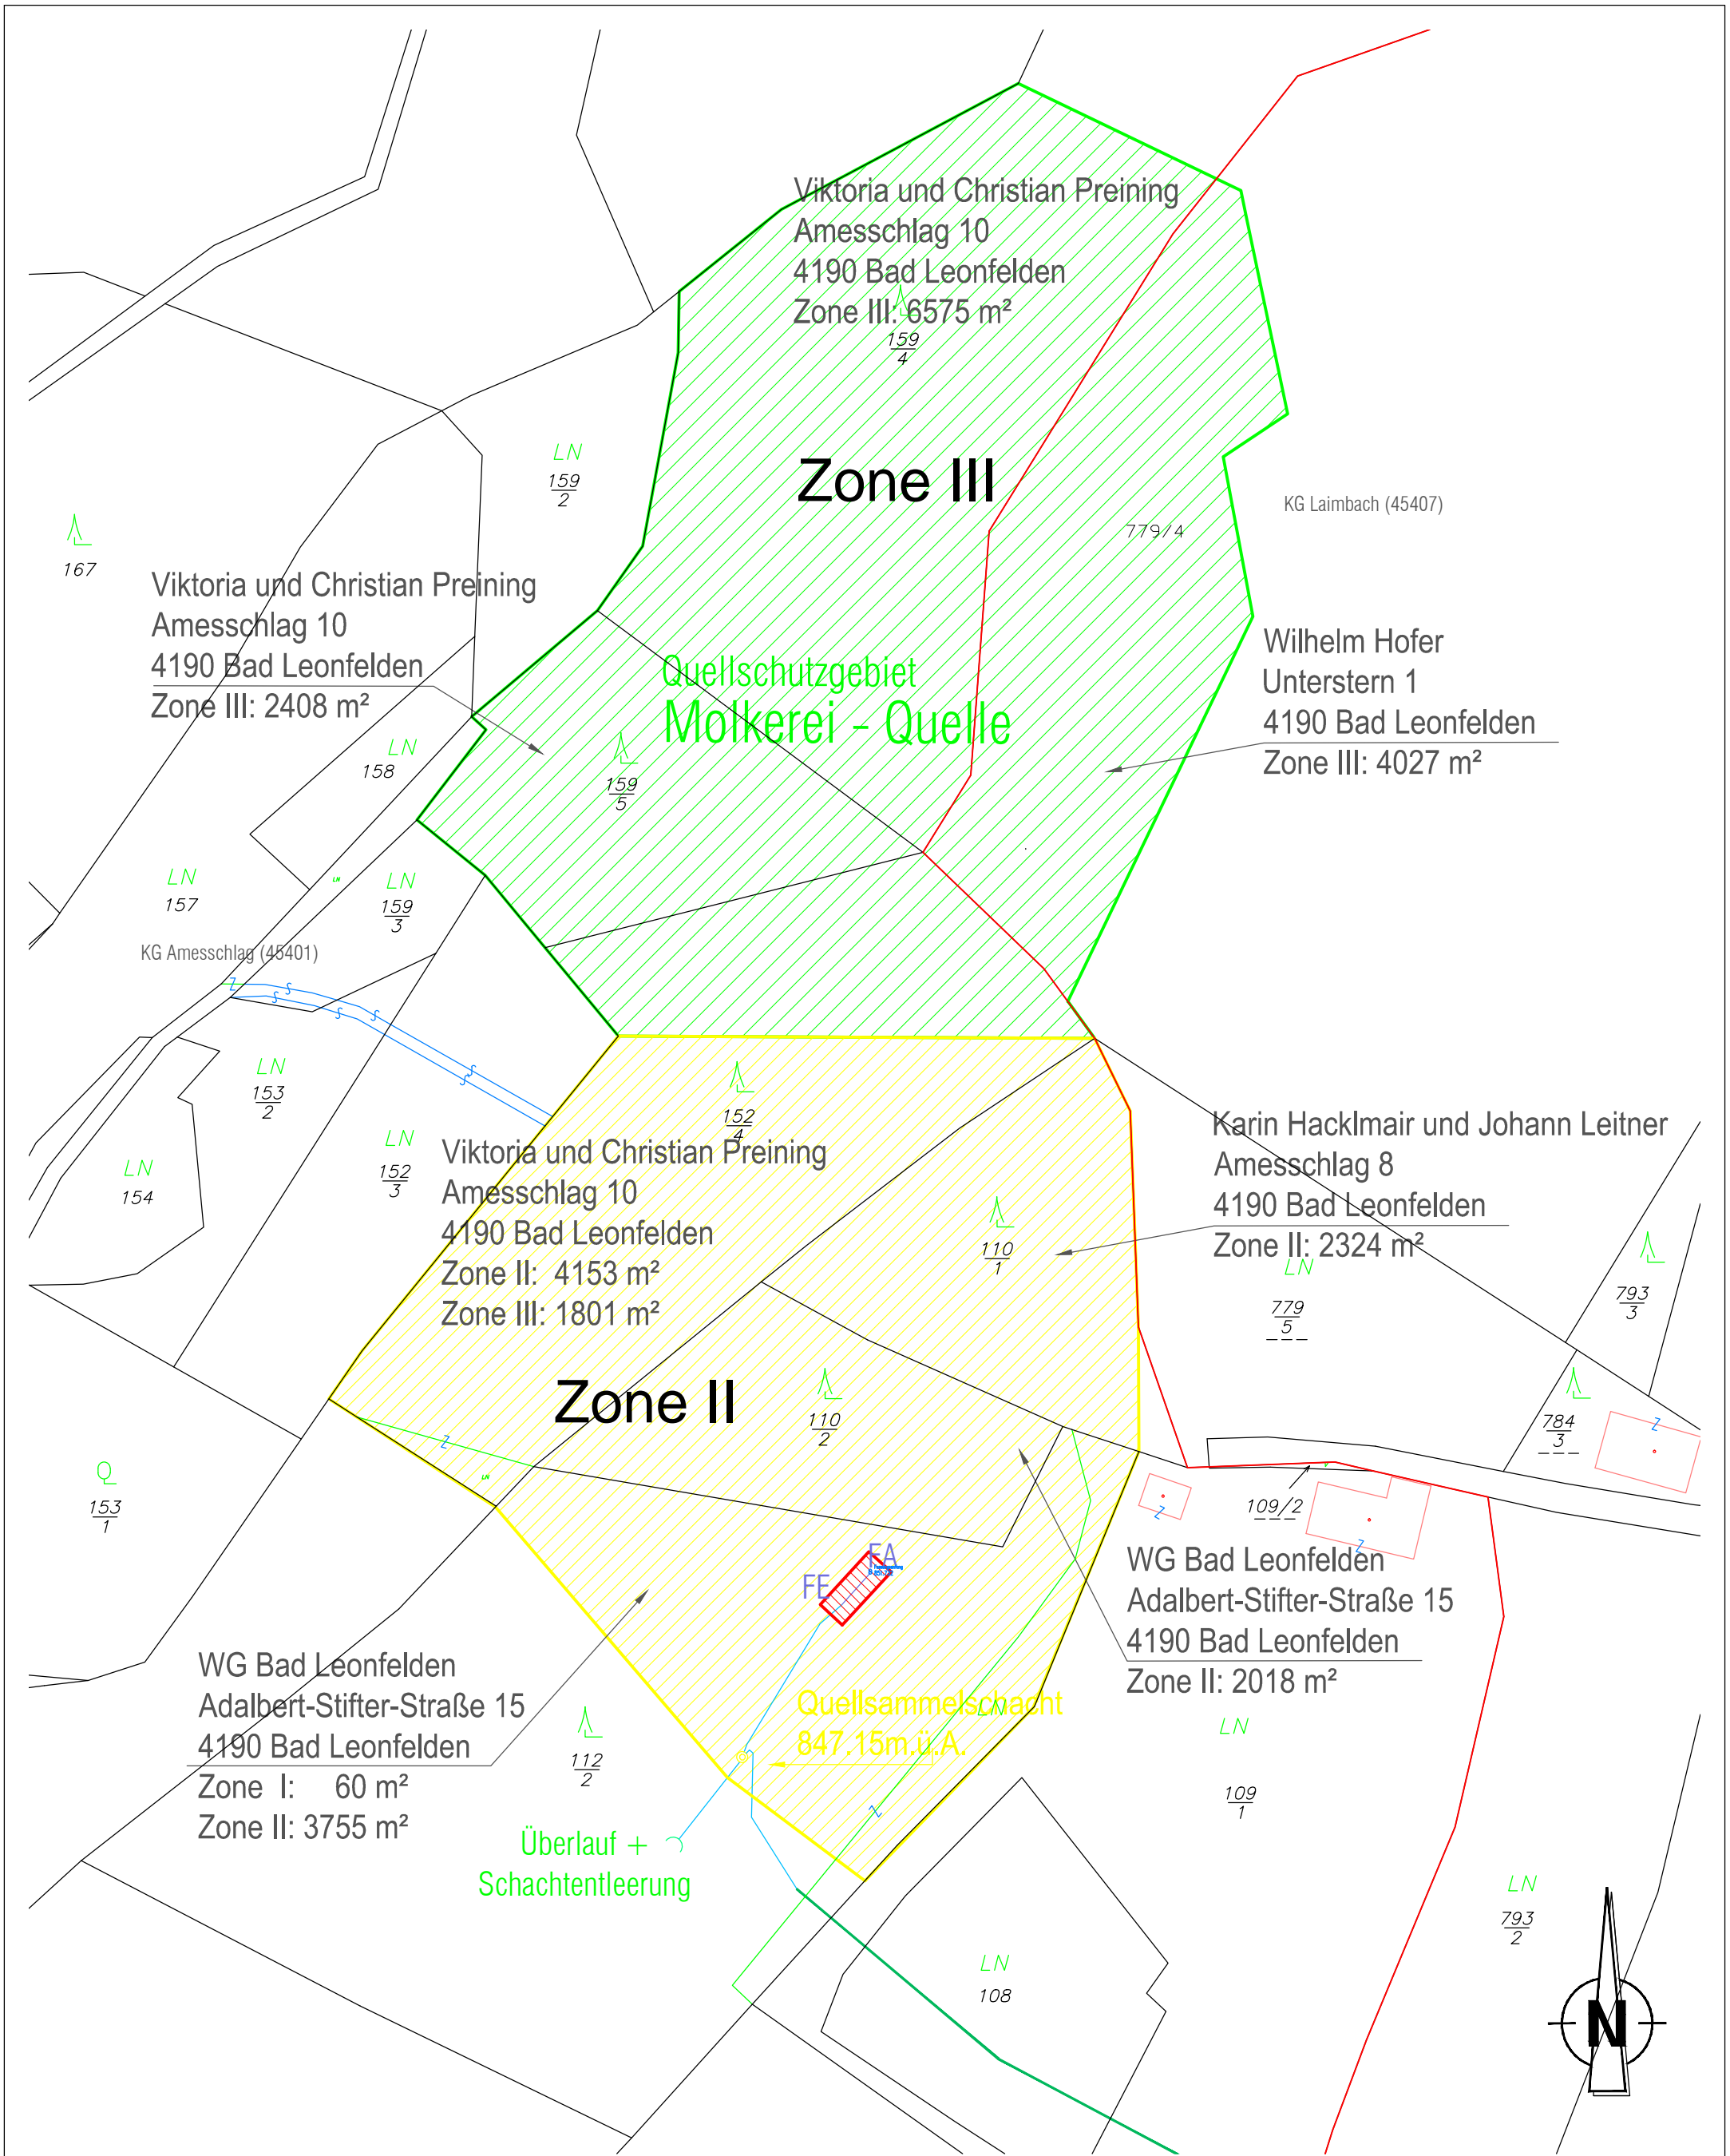 Viktoria und Christian Preining
Amesschlag 10
4190 Bad Leonfelden
Zone III: 6575 m²
159
4
Zone III
LN
159
2
KG Laimbach (45407)
779/4
167
Viktoria und Christian Preining
Amesschlag 10
4190 Bad Leonfelden
Zone III: 2408 m²
Quellschutzgebiet
Molkerei - Quelle
Wilhelm Hofer
Unterstern 1
4190 Bad Leonfelden
Zone III: 4027 m²
LN
158
159
5
LN
157
LN
LN
159
3
KG Amesschlag (45401)
Z
S
S
S
S
S
S
LN
153
2
152
4
LN
154
LN
152
3
Viktoria und Christian Preining
Amesschlag 10
4190 Bad Leonfelden
Zone II: 4153 m²
Zone III: 1801 m²
Karin Hacklmair und Johann Leitner
Amesschlag 8
4190 Bad Leonfelden
Zone II: 2324 m²
110
1
LN
779
5
793
3
Zone II
110
2
784
3
Z
Z
LN
Q
153
1
109/2
Z
Z
FA
FE
WG Bad Leonfelden
Adalbert-Stifter-Straße 15
4190 Bad Leonfelden
Zone II: 2018 m²
WG Bad Leonfelden
Adalbert-Stifter-Straße 15
4190 Bad Leonfelden
Zone I: 60 m²
Zone II: 3755 m²
Quellsammelschacht
847.15m.ü.A.
LN
LN
112
2
109
1
Z
Überlauf +
Schachtentleerung
LN
793
2
LN
108
N